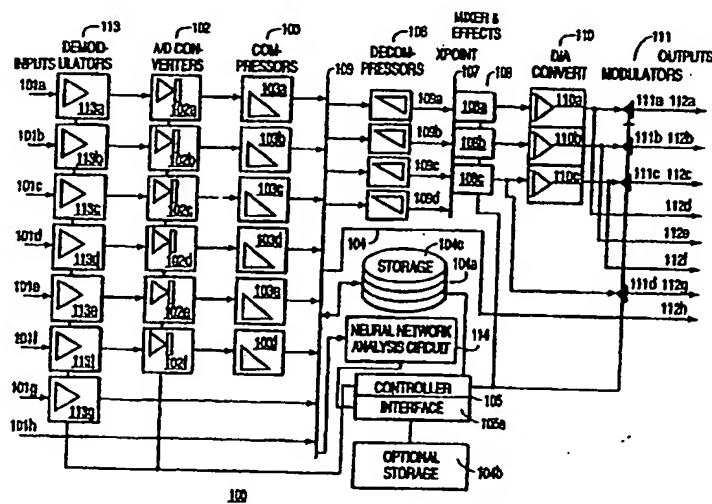 113
DEMOD-
ULATORS
INPUTS
102
A/D CON-
VERTERS
103
COM-
PRESSORS
109
106
DECOM-
PRESSORS
XPOINT
107
MIXER &
EFFECTS
108
110
D/A
CONVERT
111
MODULATORS
OUTPUTS
101a
113a
102a
103a
109a
108a
110a
111a
112a
101b
113b
102b
103b
109b
108b
110b
111b
112b
101c
113c
102c
103c
109c
108c
110c
111c
112c
109d
112d
101d
113d
102d
103d
104
104c
STORAGE
104a
112e
112f
101e
113e
102e
103e
111d
112g
112h
101f
113f
102f
103f
NEURAL NETWORK
ANALYSIS CIRCUIT
114
101g
113g
CONTROLLER
105
INTERFACE
105a
101h
OPTIONAL
STORAGE
104b
100